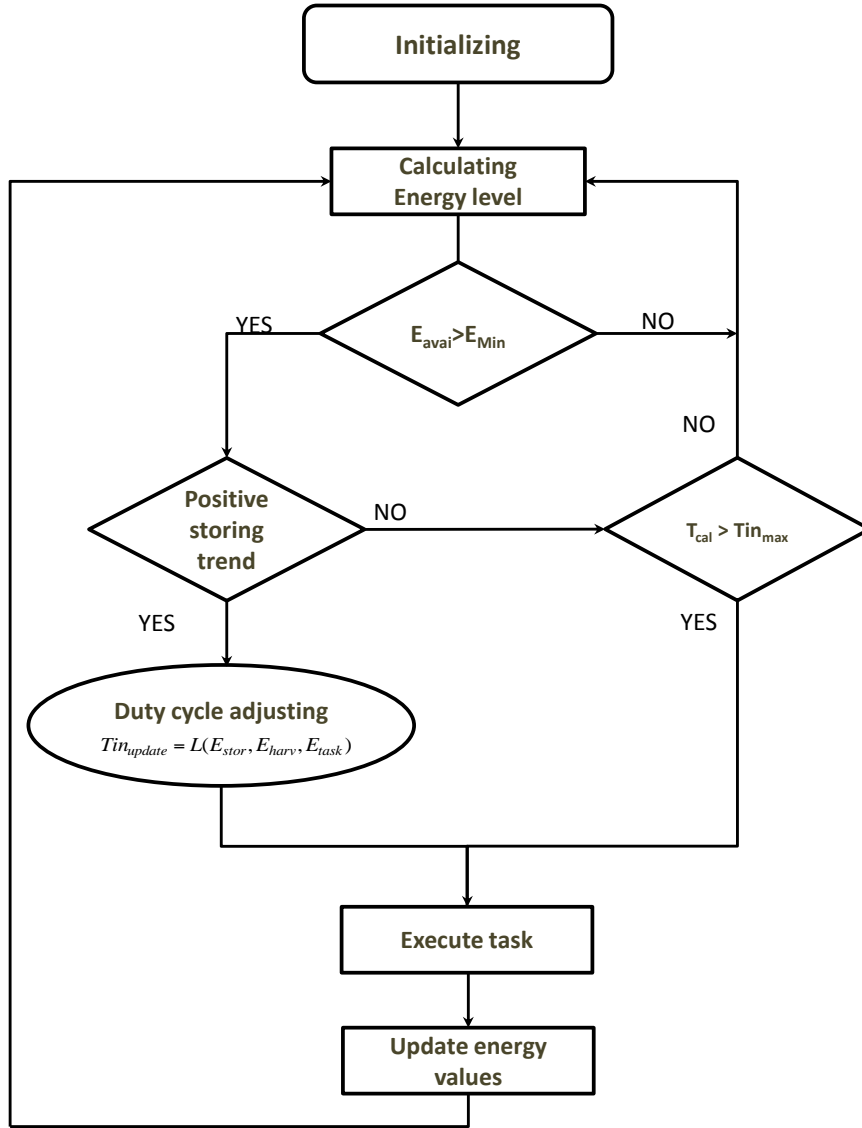 Initializing
Calculating
Energy level
YES
E_avai>E_Min
NO
NO
Positive
storing
trend
NO
T_cal > Tin_max
YES
YES
Duty cycle adjusting
Tin_update = L(E_stor, E_harv, E_task)
Execute task
Update energy
values